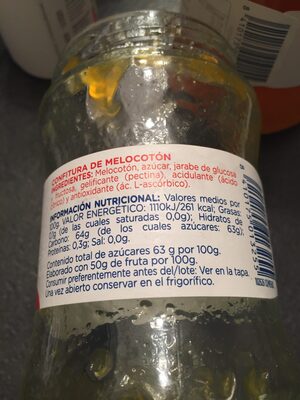 CONFITURA DE MELOCOTÓN
INGREDIENTES: Melocotón, azúcar, jarabe de glucosa
y fructosa, gelificante (pectina), acidulante (ácido
cítrico) y antioxidante (ác. L-ascórbico).
INFORMACIÓN NUTRICIONAL: Valores medios por
100g. VALOR ENERGÉTICO: 1110kJ/261 kcal; Grasas:
0,1g (de las cuales saturadas 0,0g); Hidratos de
Carbono: 64g (de los cuales azúcares: 63g);
Proteínas: 0,3g; Sal: 0,0g.
Contenido total de azúcares 63 g por 100g.
Elaborado con 50g de fruta por 100g.
Consumir preferentemente antes del/lote: Ver en la tapa.
Una vez abierto conservar en el frigorífico.